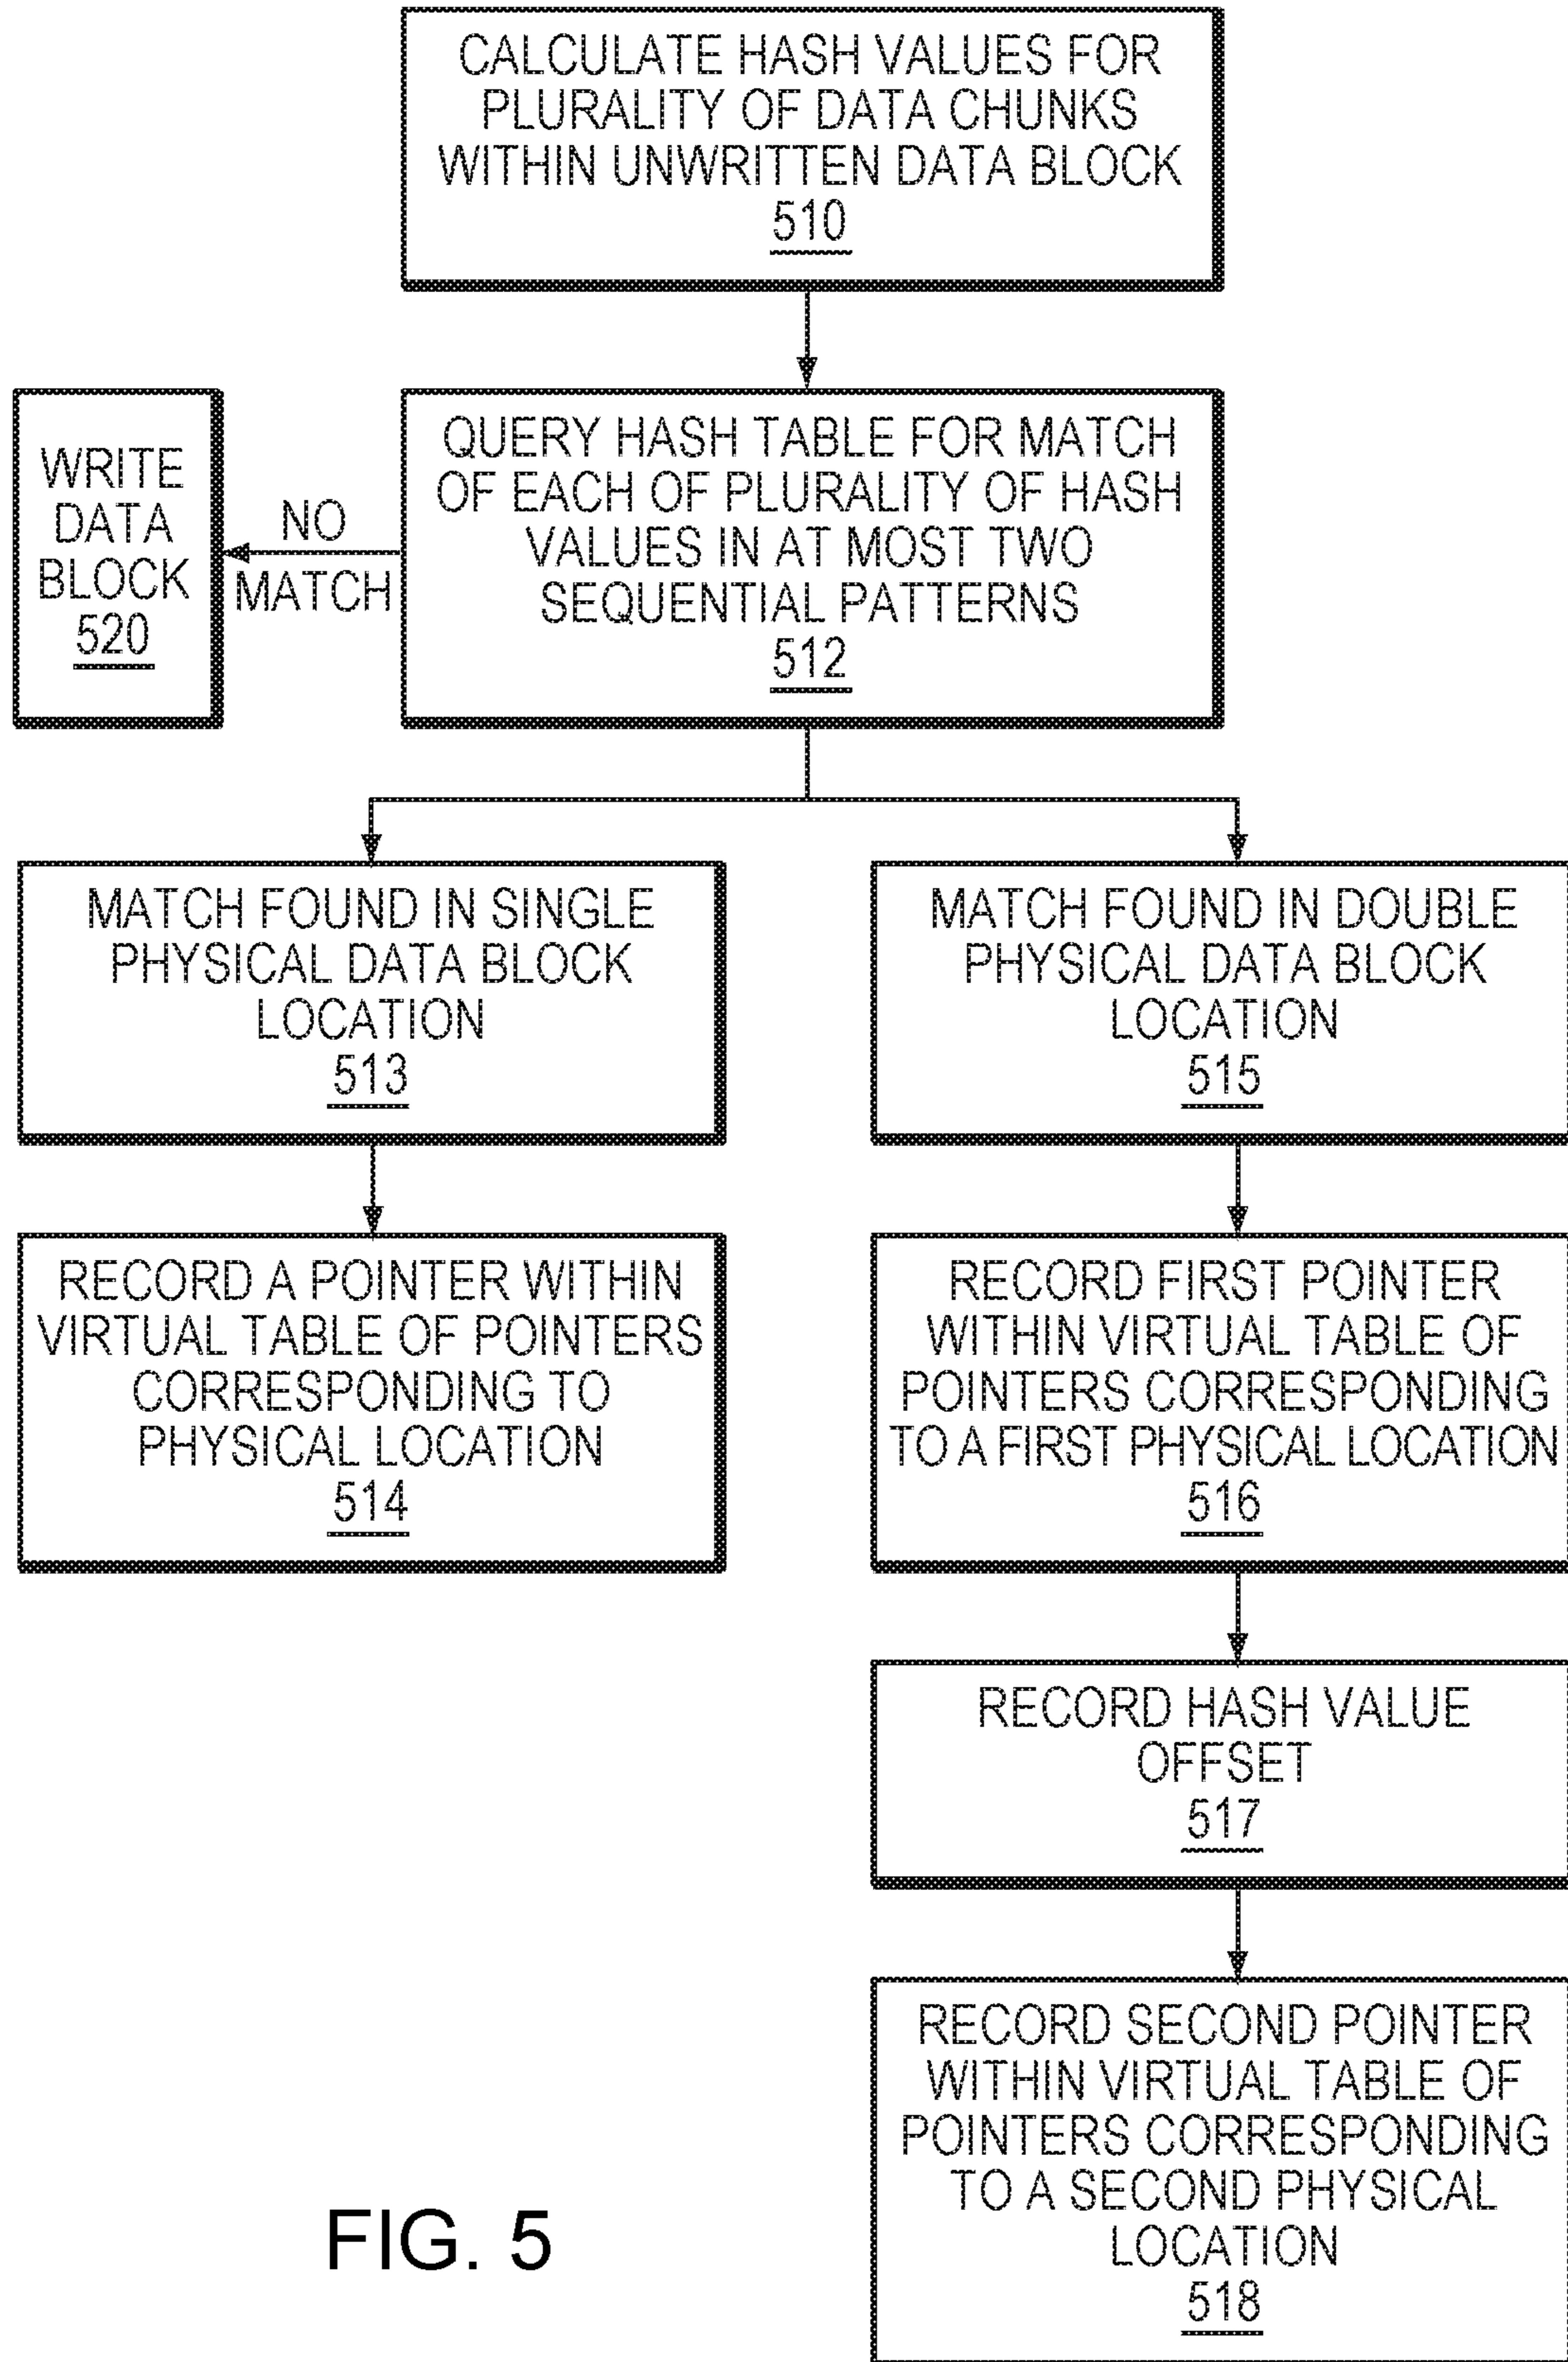 CALCULATE HASH VALUES FOR
PLURALITY OF DATA CHUNKS
WITHIN UNWRITTEN DATA BLOCK
510
WRITE
DATA
BLOCK
520
NO
MATCH
QUERY HASH TABLE FOR MATCH
OF EACH OF PLURALITY OF HASH
VALUES IN AT MOST TWO
SEQUENTIAL PATTERNS
512
MATCH FOUND IN SINGLE
PHYSICAL DATA BLOCK
LOCATION
513
MATCH FOUND IN DOUBLE
PHYSICAL DATA BLOCK
LOCATION
515
RECORD A POINTER WITHIN
VIRTUAL TABLE OF POINTERS
CORRESPONDING TO
PHYSICAL LOCATION
514
RECORD FIRST POINTER
WITHIN VIRTUAL TABLE OF
POINTERS CORRESPONDING
TO A FIRST PHYSICAL LOCATION
516
RECORD HASH VALUE
OFFSET
517
RECORD SECOND POINTER
WITHIN VIRTUAL TABLE OF
POINTERS CORRESPONDING
TO A SECOND PHYSICAL
LOCATION
518
FIG. 5